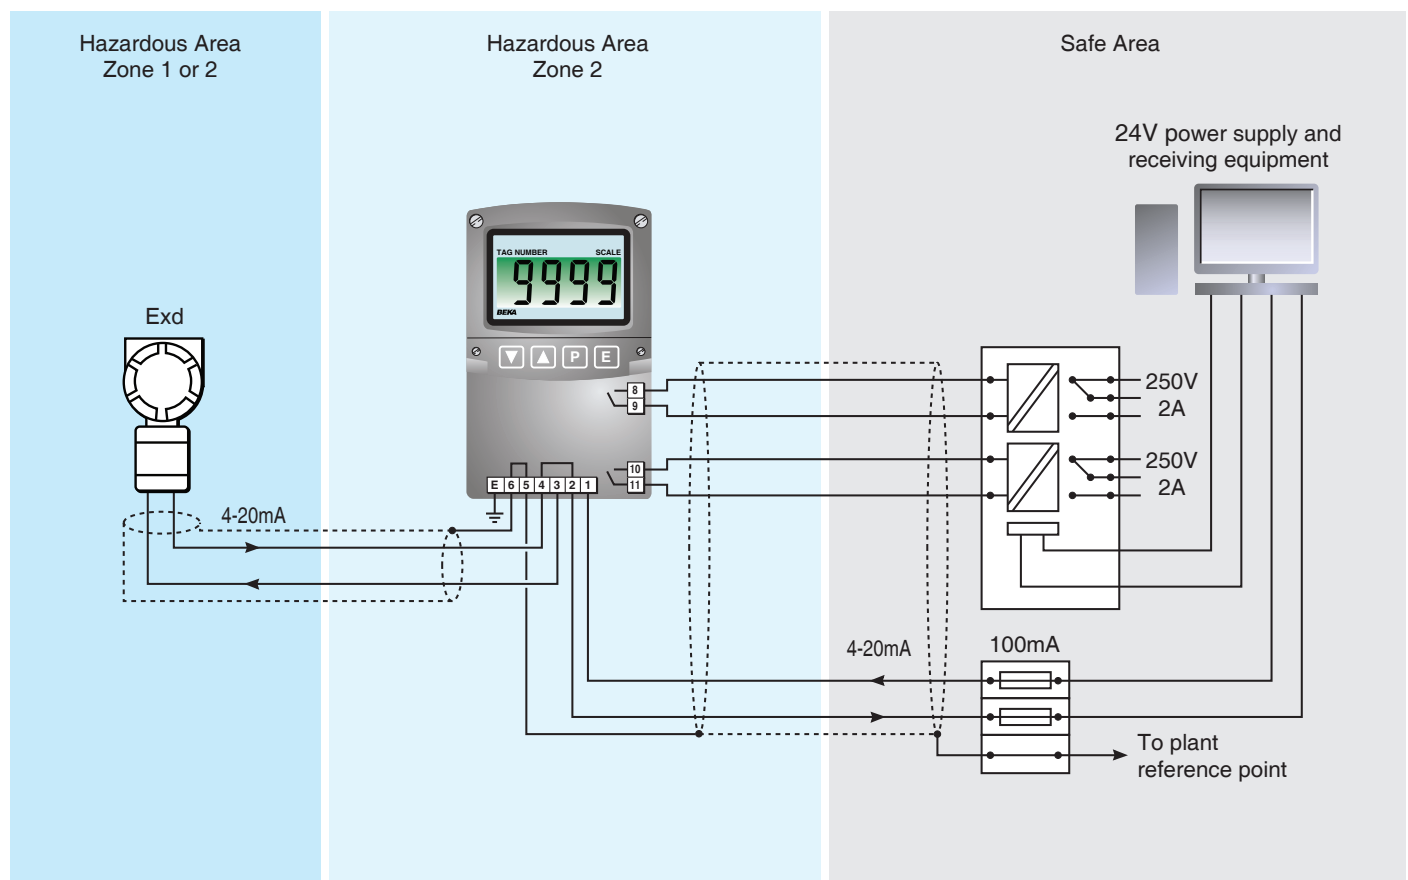 Hazardous Area
Zone 1 or 2
Hazardous Area
Zone 2
Safe Area
24V power supply and
receiving equipment
TAG NUMBER SCALE
9999
BEKA
P E
Exd
8
9
10
11
E 6 5 4 3 2 1
250V
2A
250V
2A
4-20mA
4-20mA
100mA
To plant
reference point